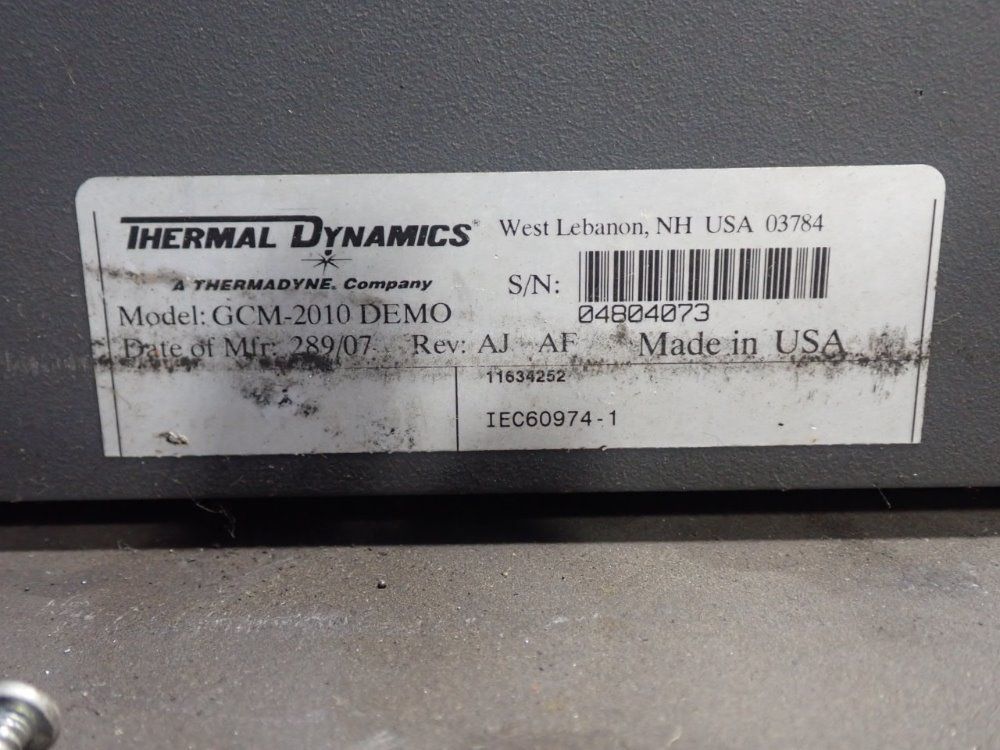 THERMAL DYNAMICS®
West Lebanon, NH USA 03784
A THERMADYNE® Company
S/N:
04804073
Model: GCM-2010 DEMO
Date of Mfr: 289/07 Rev: AJ AF Made in USA
11634252
IEC60974-1